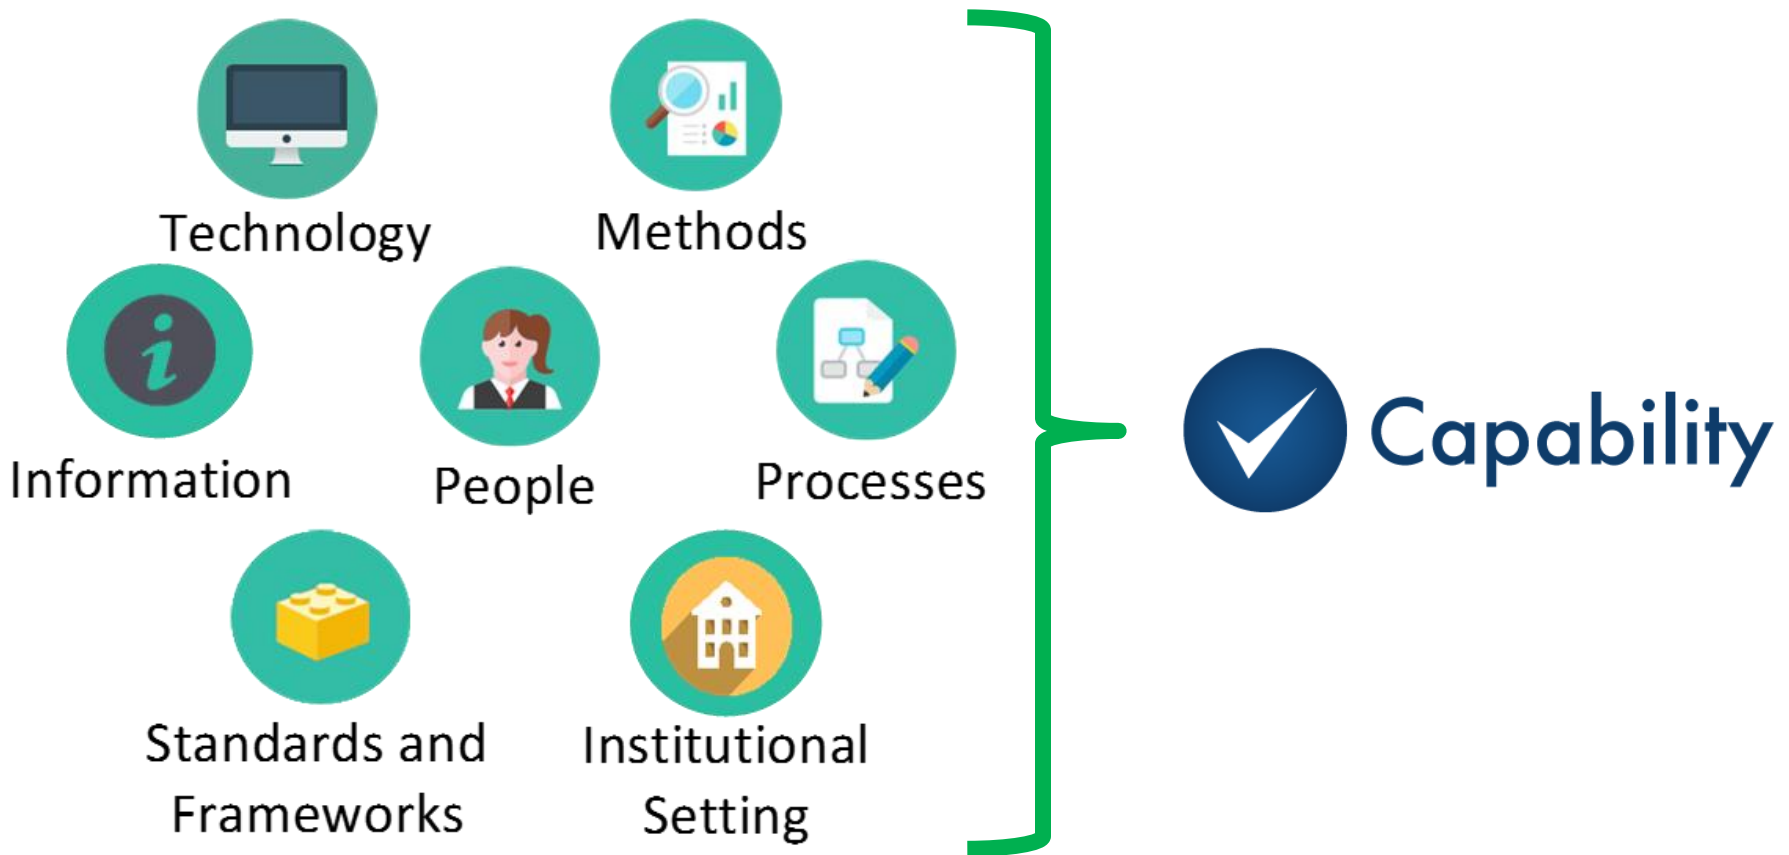 Technology
Methods
Information
People
Processes
Standards and
Frameworks
Institutional
Setting
Capability